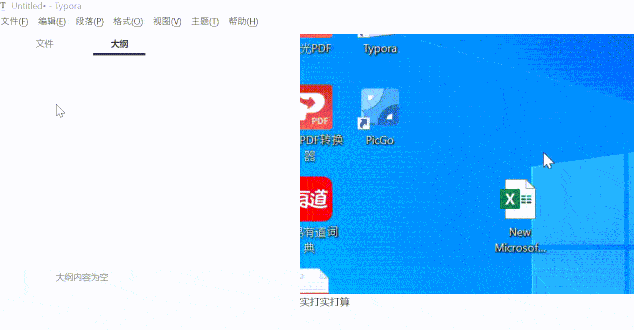 Untitled• - Typora
文件(F) 编辑(E) 段落(P) 格式(O) 视图(V) 主题(T) 帮助(H)
文件 大纲
光PDF Typora
PDF
PDF转换器 PicGo
X
有道
有道词典
New Microsof...
大纲内容为空
实打实打算